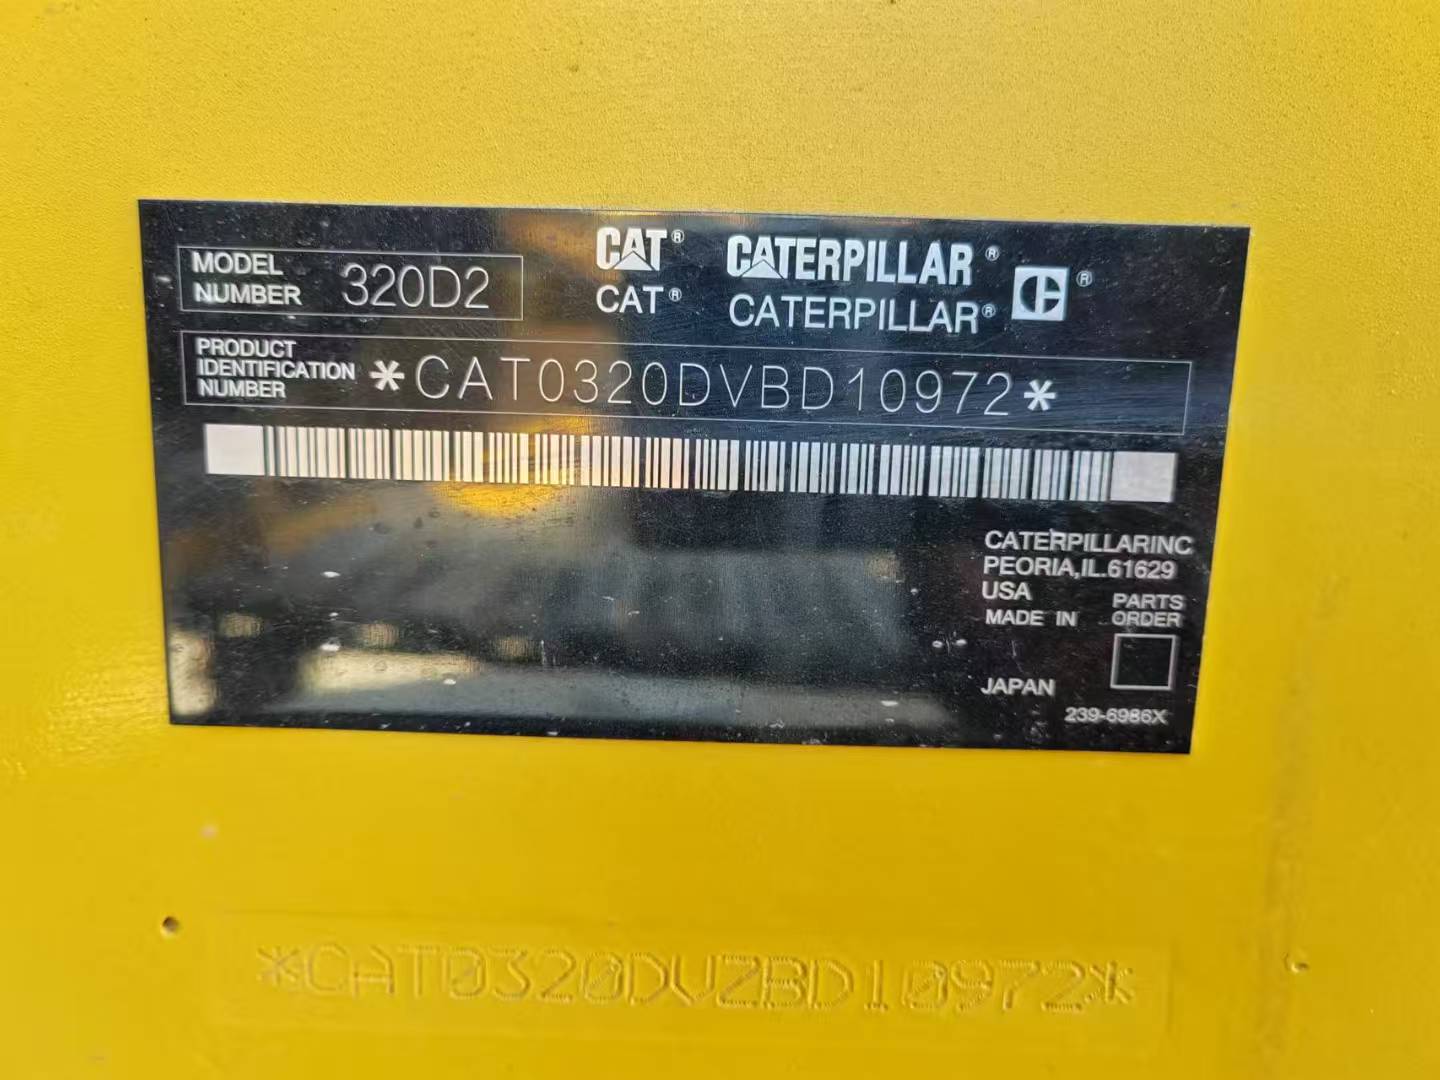 MODEL NUMBER 320D2
CAT® CATERPILLAR® ®
CAT® CATERPILLAR®
PRODUCT IDENTIFICATION NUMBER *CAT0320DVBD10972*
CATERPILLARINC
PEORIA,IL.61629
USA
MADE IN
JAPAN
PARTS ORDER
239-6986X
*CAT0320DVZBD10972*